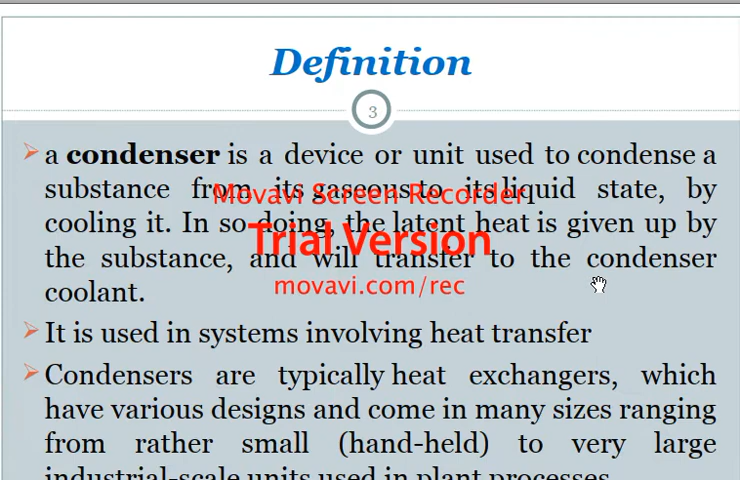 Definition
3
a condenser is a device or unit used to condense a
substance from its gaseous to its liquid state, by
Movavi Screen Recorder
cooling it. In so doing, the latent heat is given up by
Trial Version
the substance, and will transfer to the condenser
movavi.com/rec
coolant.
It is used in systems involving heat transfer
Condensers are typically heat exchangers, which
have various designs and come in many sizes ranging
from rather small (hand-held) to very large
industrial-scale units used in plant processes.